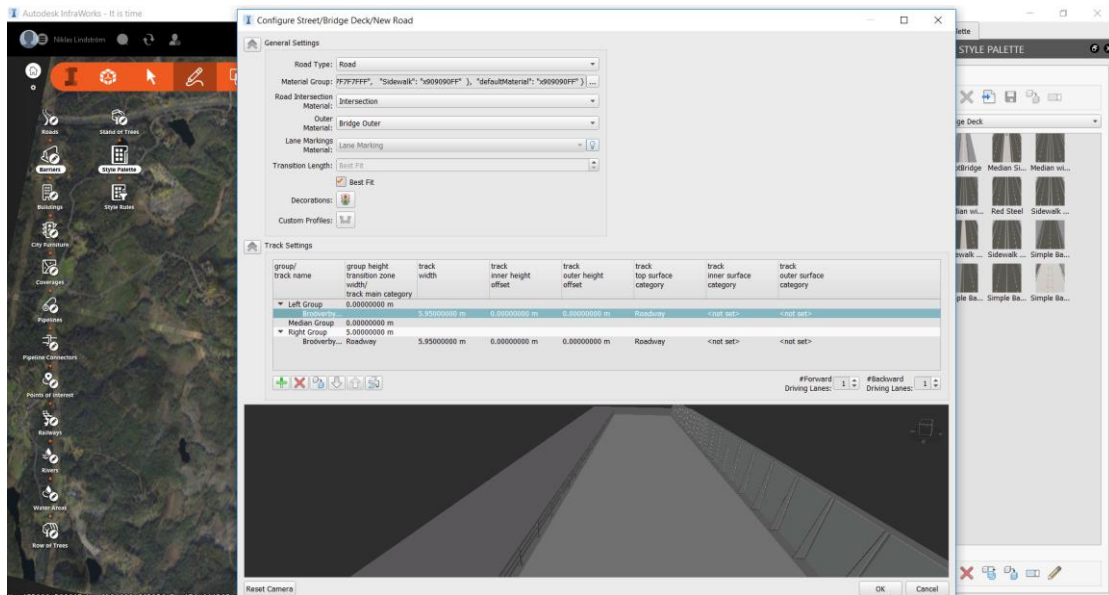 Autodesk InfraWorks - It is time
Niklas Lindström
Roads
Stand of Trees
Barriers
Style Palette
Buildings
Style Rules
City Furniture
Coverages
Pipelines
Pipeline Connectors
Points of Interest
Railways
Rivers
Water Areas
Row of Trees
Configure Street/Bridge Deck/New Road
General Settings
Road Type: Road
Material Group: 7F7F7FFF", "Sidewalk": "x909090FF" }, "defaultMaterial": "x909090FF" } ...
Road Intersection Material: Intersection
Outer Material: Bridge Outer
Lane Markings Material: Lane Marking
Transition Length: Best Fit
Best Fit
Decorations:
Custom Profiles:
Track Settings
group/ track name
group height transition zone width/ track main category
track width
track inner height offset
track outer height offset
track top surface category
track inner surface category
track outer surface category
Left Group 0.00000000 m
Brodverby... 5.95000000 m 0.00000000 m 0.00000000 m Roadway <not set> <not set>
Median Group 0.00000000 m
Right Group 5.00000000 m
Brodverby... Roadway 5.95000000 m 0.00000000 m 0.00000000 m Roadway <not set> <not set>
#Forward Driving Lanes: 1
#Backward Driving Lanes: 1
Reset Camera
OK
Cancel
lette
STYLE PALETTE
ge Deck
otBridge Median Si... Median wi...
dian wi... Red Steel Sidewalk ...
ewalk ... Sidewalk ... Simple Ba...
ple Ba... Simple Ba... Simple Ba...